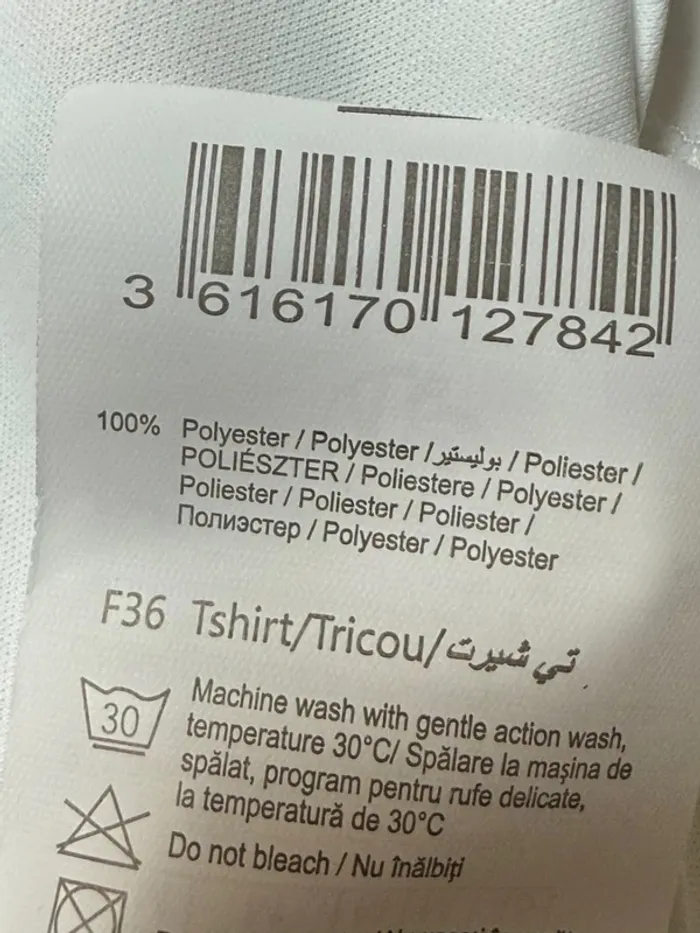 3 616170 127842
100% Polyester / Polyester / بوليستير / Poliester /
POLIÉSZTER / Poliestere / Polyester /
Poliester / Poliester / Poliester /
Полиэстер / Polyester / Polyester
F36 Tshirt/Tricou/تي شيرت
30 Machine wash with gentle action wash,
temperature 30°C/ Spălare la mașina de
spălat, program pentru rufe delicate,
la temperatură de 30°C
Do not bleach / Nu înălbiți